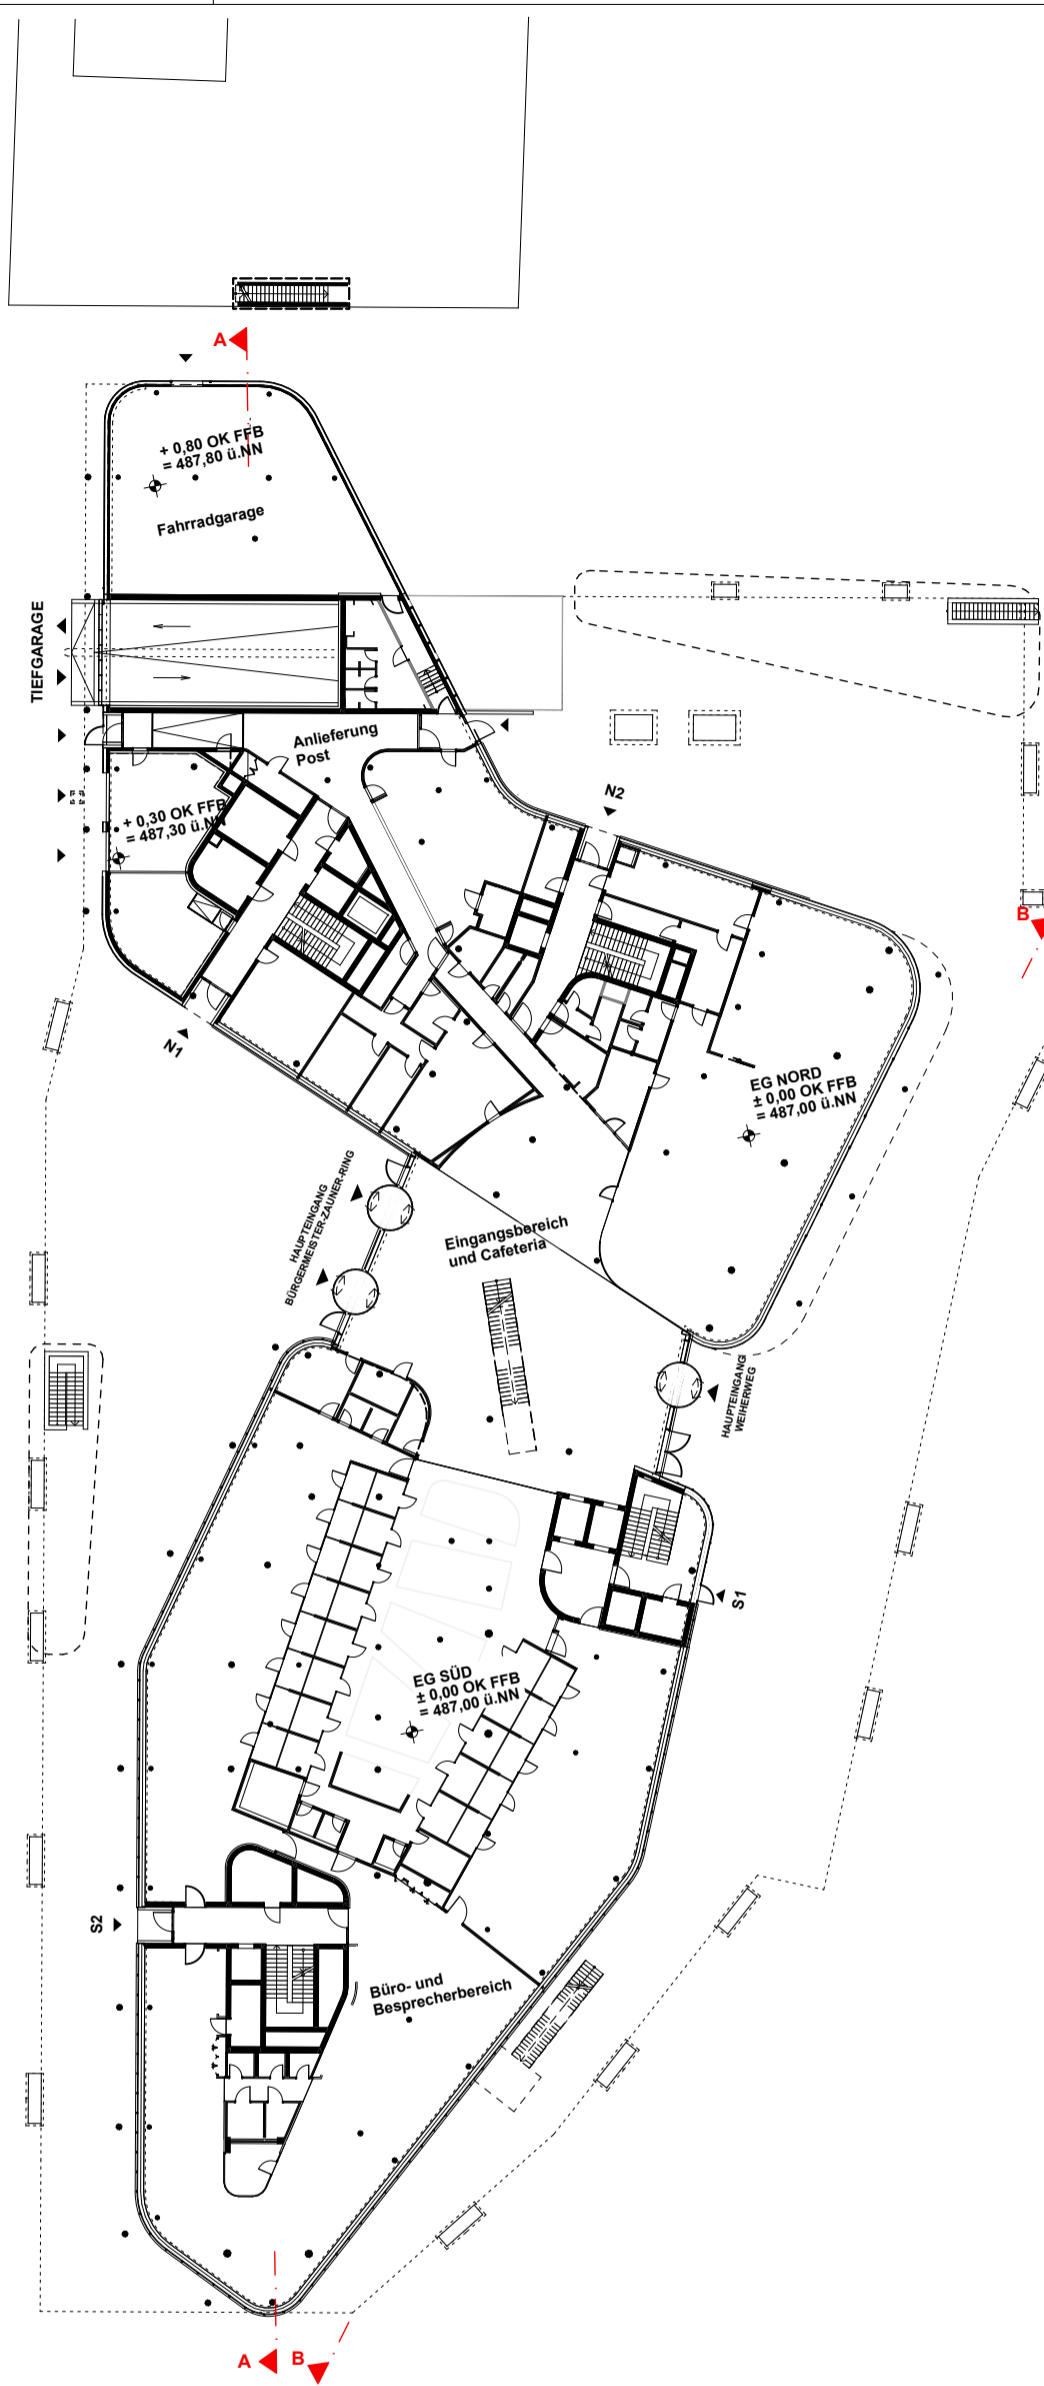 A
+ 0,80 OK FFB
= 487,80 ü.NN
Fahrradgarage
TIEFGARAGE
Anlieferung
Post
N2
+ 0,30 OK FFB
= 487,30 ü.NN
B
N1
EG NORD
± 0,00 OK FFB
= 487,00 ü.NN
HAUPTEINGANG
BÜRGERMEISTER-ZAUNER-RING
Eingangsbereich
und Cafeteria
HAUPTEINGANG
WEIHERWEG
S1
EG SÜD
± 0,00 OK FFB
= 487,00 ü.NN
S2
Büro- und
Besprecherbereich
A
B